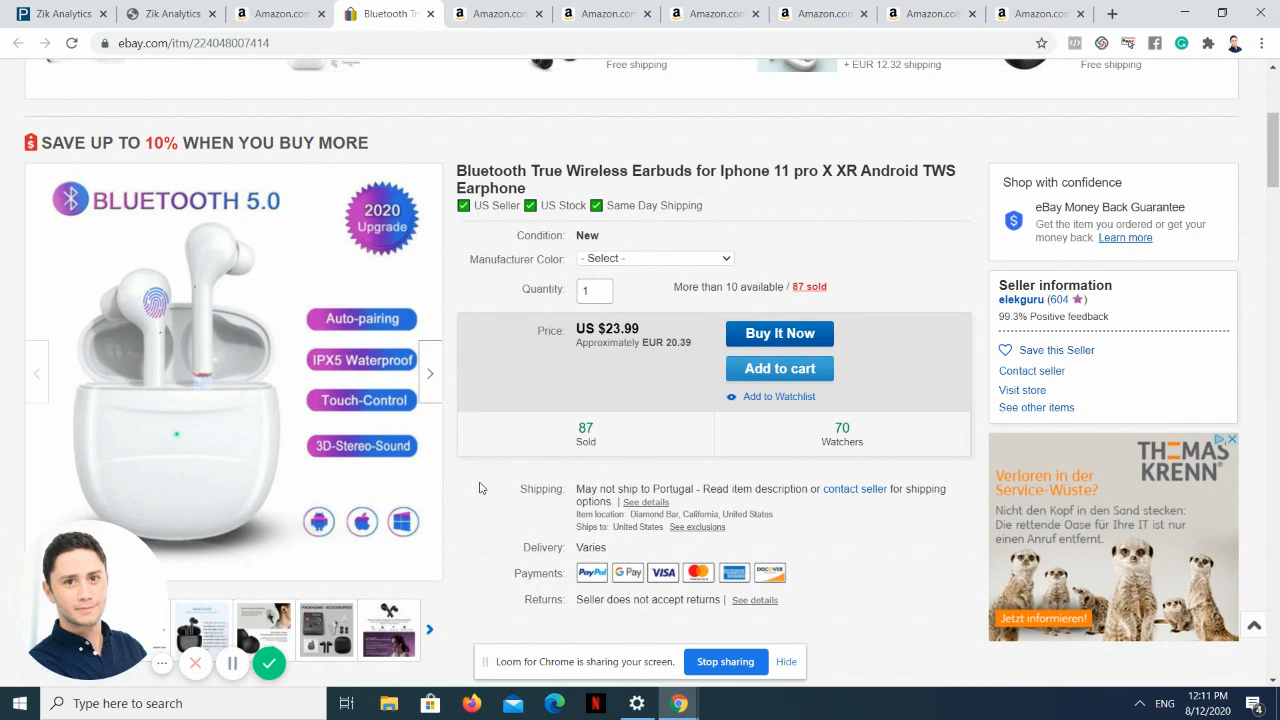 Zik Analytics
Zik Analytics
Amazon.co
Bluetooth Tr
Amazon.com
Amazon.com
Amazon.com
Amazon.com
Amazon.com
Amazon.com
ebay.com/itm/224048007414
Free shipping
+ EUR 12.32 shipping
Free shipping
SAVE UP TO 10% WHEN YOU BUY MORE
BLUETOOTH 5.0
2020
Upgrade
Auto-pairing
IPX5 Waterproof
Touch-Control
3D-Stereo-Sound
Bluetooth True Wireless Earbuds for Iphone 11 pro X XR Android TWS
Earphone
US Seller US Stock Same Day Shipping
Condition: New
Manufacturer Color: - Select -
Quantity: 1 More than 10 available / 87 sold
Price: US $23.99
Approximately EUR 20.39
Buy It Now
Add to cart
Add to Watchlist
87
Sold
70
Watchers
Shipping: May not ship to Portugal - Read item description or contact seller for shipping
options. | See details
Item location: Diamond Bar, California, United States
Ships to: United States See exclusions
Delivery: Varies
Payments: PayPal G Pay VISA DISCOVER
Returns: Seller does not accept returns | See details
Shop with confidence
eBay Money Back Guarantee
Get the item you ordered or get your
money back. Learn more
Seller information
elekguru (604 )
99.3% Positive feedback
Save this Seller
Contact seller
Visit store
See other items
THOMAS
KRENN
Verloren in der
Service-Wüste?
Nicht den Kopf in den Sand stecken:
Die rettende Oase für Ihre IT ist nur
einen Anruf entfernt.
Jetzt informieren!
Loom for Chrome is sharing your screen. Stop sharing Hide
Type here to search
ENG
12:11 PM
8/12/2020
4